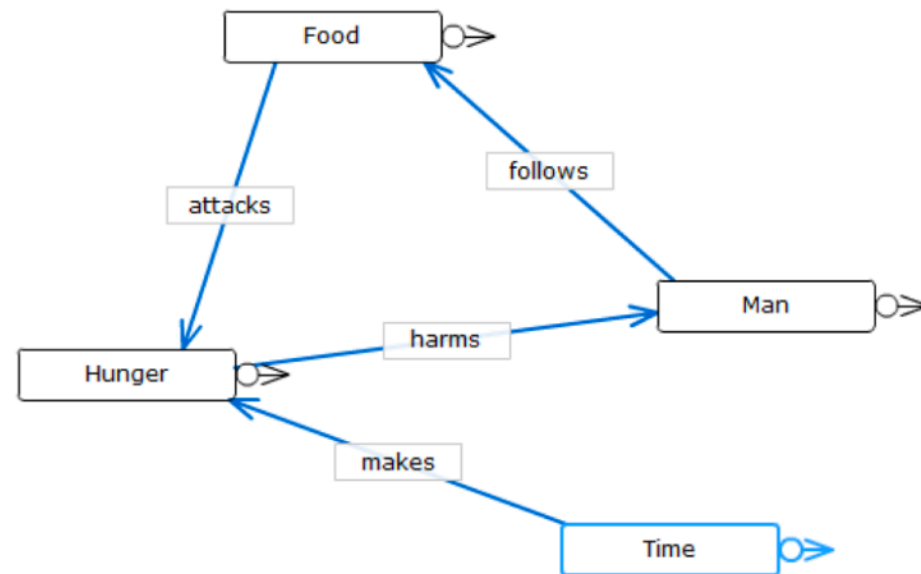 Food
follows
attacks
Man
harms
Hunger
makes
Time